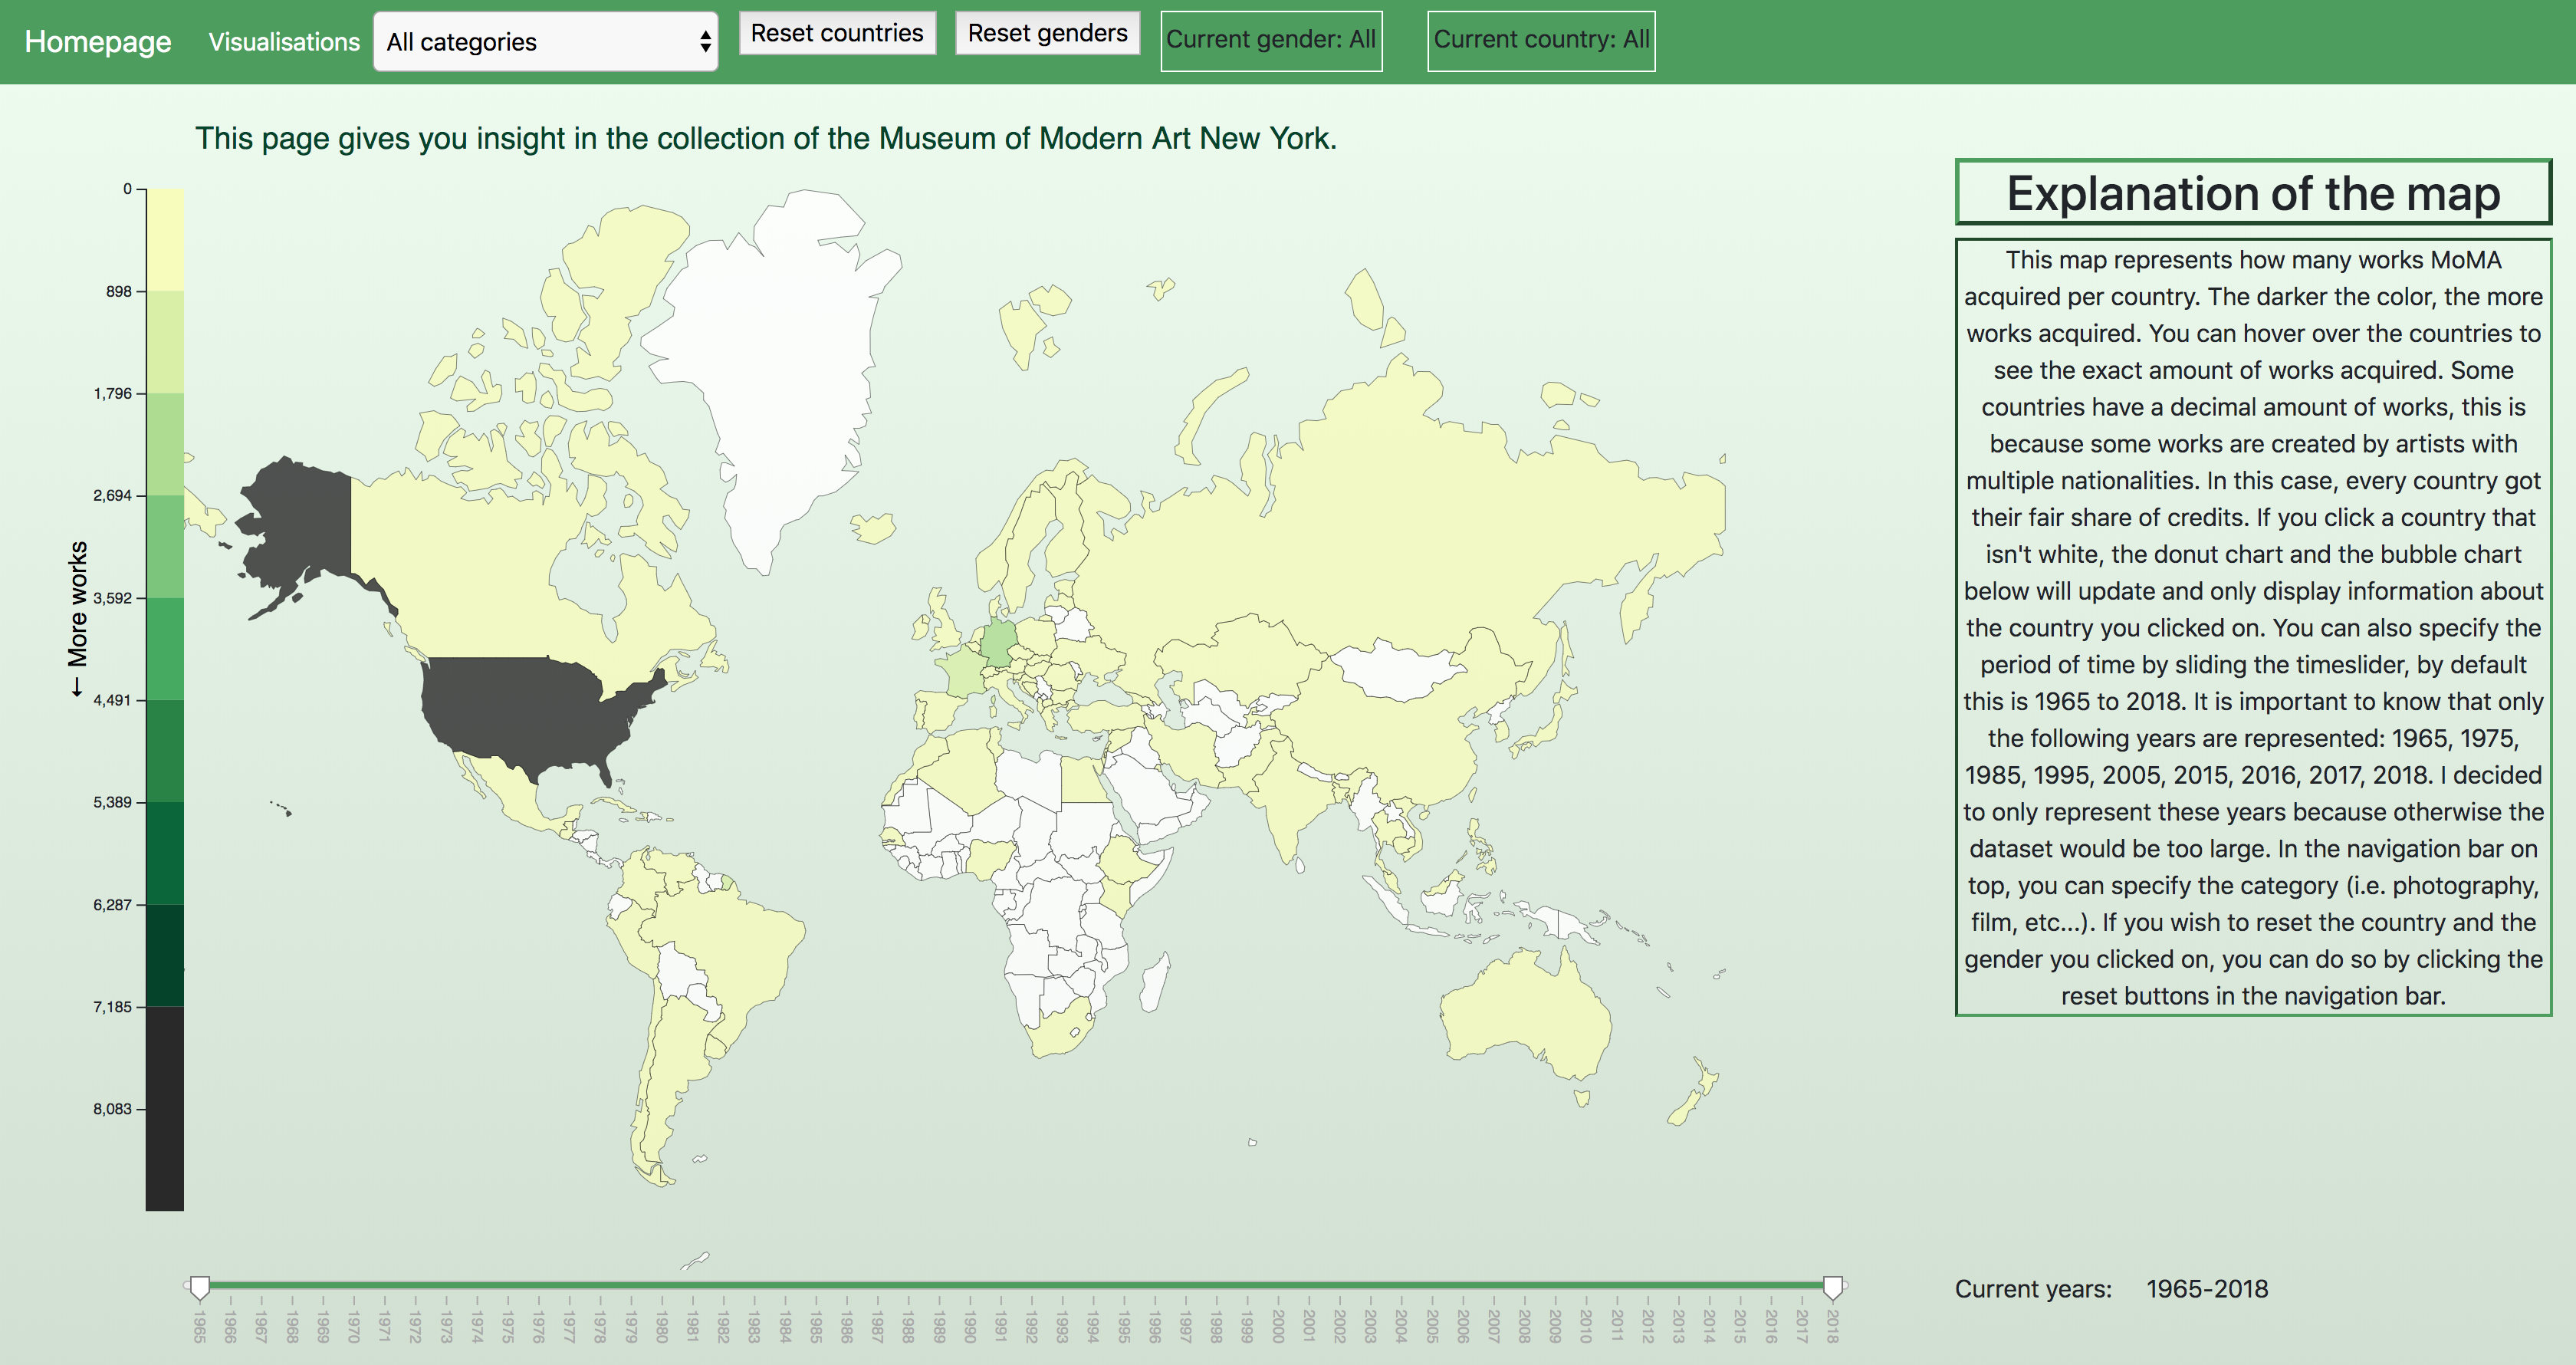 Homepage
Visualisations
All categories
Reset countries
Reset genders
Current gender: All
Current country: All
This page gives you insight in the collection of the Museum of Modern Art New York.
0
898
1,796
2,694
3,592
4,491
5,389
6,287
7,185
8,083
← More works
Explanation of the map
This map represents how many works MoMA
acquired per country. The darker the color, the more
works acquired. You can hover over the countries to
see the exact amount of works acquired. Some
countries have a decimal amount of works, this is
because some works are created by artists with
multiple nationalities. In this case, every country got
their fair share of credits. If you click a country that
isn't white, the donut chart and the bubble chart
below will update and only display information about
the country you clicked on. You can also specify the
period of time by sliding the timeslider, by default
this is 1965 to 2018. It is important to know that only
the following years are represented: 1965, 1975,
1985, 1995, 2005, 2015, 2016, 2017, 2018. I decided
to only represent these years because otherwise the
dataset would be too large. In the navigation bar on
top, you can specify the category (i.e. photography,
film, etc...). If you wish to reset the country and the
gender you clicked on, you can do so by clicking the
reset buttons in the navigation bar.
1965
1966
1967
1968
1969
1970
1971
1972
1973
1974
1975
1976
1977
1978
1979
1980
1981
1982
1983
1984
1985
1986
1987
1988
1989
1990
1991
1992
1993
1994
1995
1996
1997
1998
1999
2000
2001
2002
2003
2004
2005
2006
2007
2008
2009
2010
2011
2012
2013
2014
2015
2016
2017
2018
Current years: 1965-2018